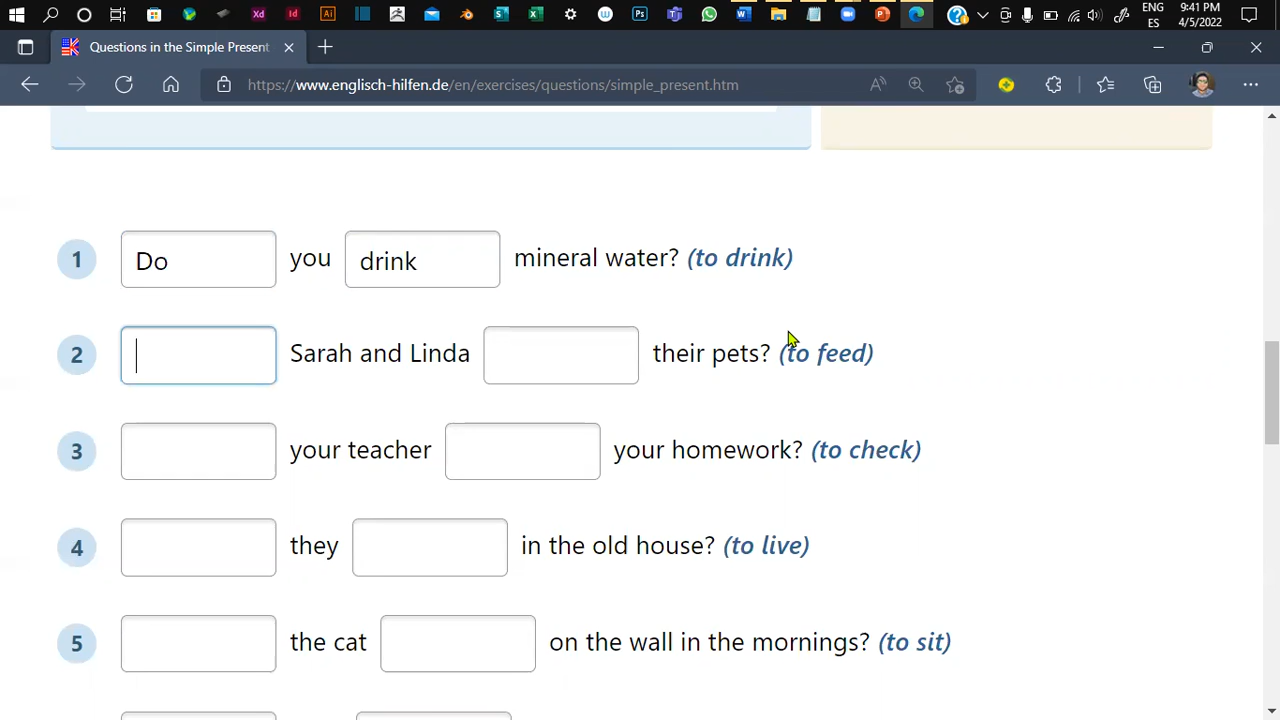 ENG 9:41 PM
ES 4/5/2022
Questions in the Simple Present
https://www.englisch-hilfen.de/en/exercises/questions/simple_present.htm
1 Do you drink mineral water? (to drink)
2 Sarah and Linda their pets? (to feed)
3 your teacher your homework? (to check)
4 they in the old house? (to live)
5 the cat on the wall in the mornings? (to sit)